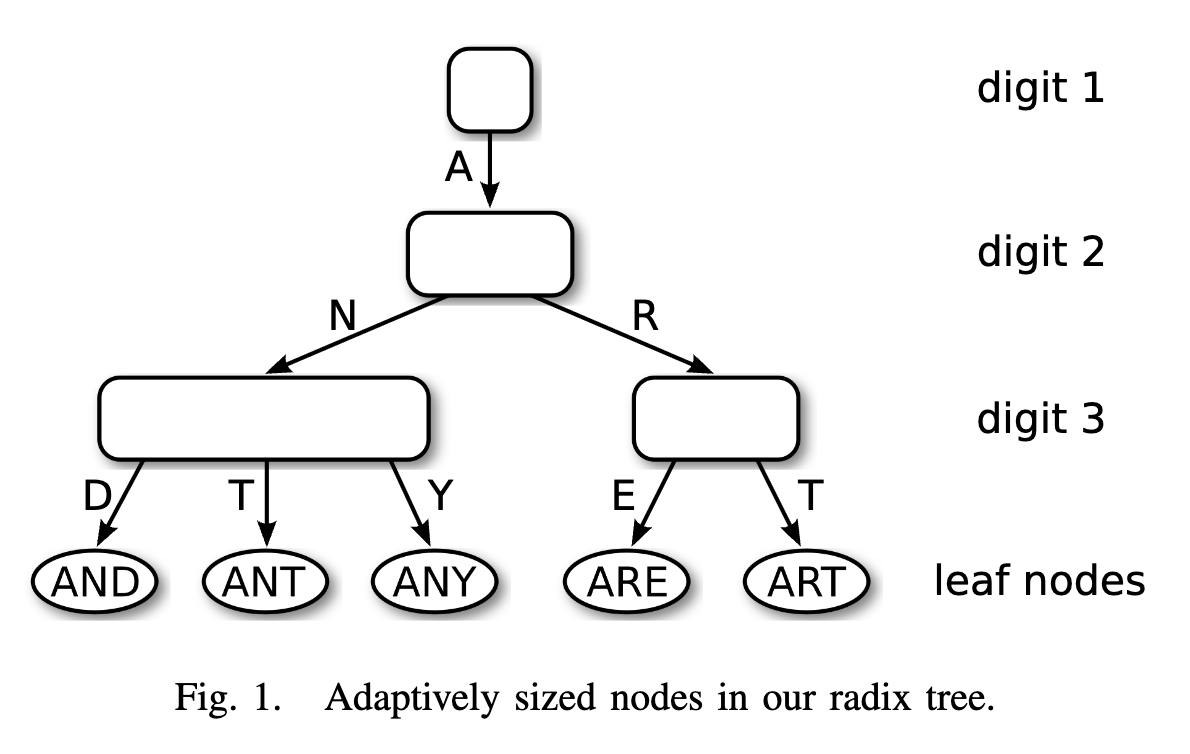 digit 1
A
digit 2
N R
digit 3
D T Y E T
AND ANT ANY ARE ART leaf nodes
Fig. 1. Adaptively sized nodes in our radix tree.